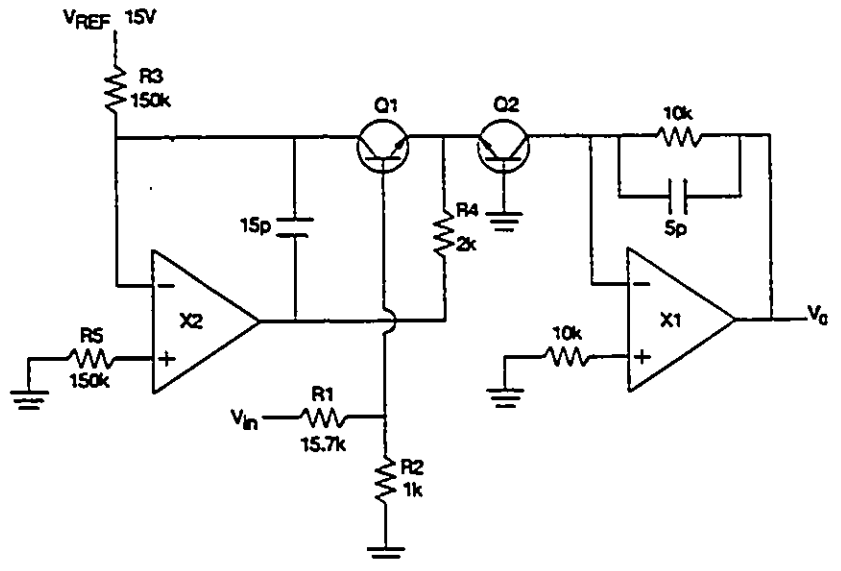 VREF 15V
R3
150k
Q1
Q2
10k
15p
R4
2k
5p
−
X2
+
−
X1
+
Vo
R5
150k
10k
Vin
R1
15.7k
R2
1k